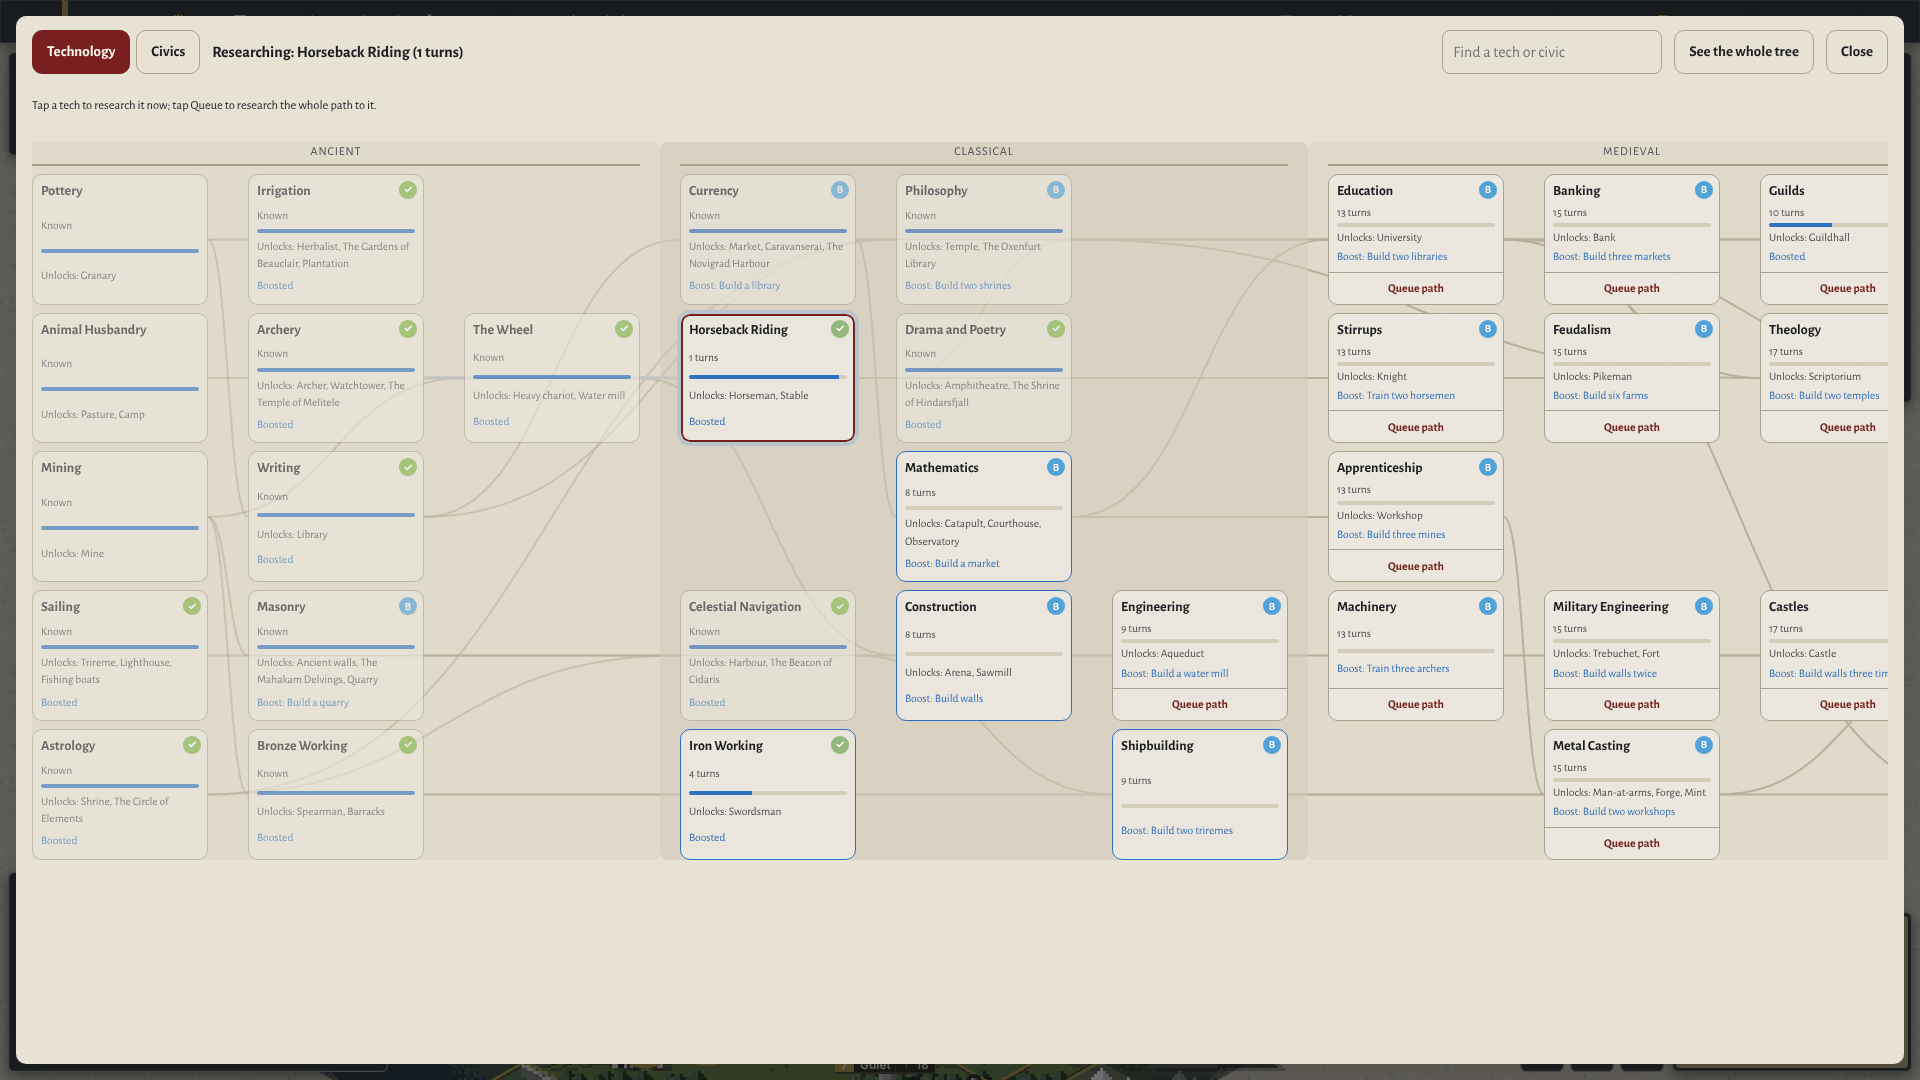 Technology
Civics
Researching: Horseback Riding (1 turns)
Find a tech or civic
See the whole tree
Close
Tap a tech to research it now; tap Queue to research the whole path to it.
ANCIENT
CLASSICAL
MEDIEVAL
Pottery
Known
Unlocks: Granary
Irrigation
Known
Unlocks: Herbalist, The Gardens of
Beauclair, Plantation
Boosted
Currency
B
Known
Unlocks: Market, Caravanserai, The
Novigrad Harbour
Boost: Build a library
Philosophy
B
Known
Unlocks: Temple, The Oxenfurt
Library
Boost: Build two shrines
Education
B
13 turns
Unlocks: University
Boost: Build two libraries
Queue path
Banking
B
15 turns
Unlocks: Bank
Boost: Build three markets
Queue path
Guilds
10 turns
Unlocks: Guildhall
Boosted
Queue path
Animal Husbandry
Known
Unlocks: Pasture, Camp
Archery
Known
Unlocks: Archer, Watchtower, The
Temple of Melitele
Boosted
The Wheel
Known
Unlocks: Heavy chariot, Water mill
Boosted
Horseback Riding
1 turns
Unlocks: Horseman, Stable
Boosted
Drama and Poetry
Known
Unlocks: Amphitheatre, The Shrine
of Hindarsfjall
Boosted
Stirrups
B
13 turns
Unlocks: Knight
Boost: Train two horsemen
Queue path
Feudalism
B
15 turns
Unlocks: Pikeman
Boost: Build six farms
Queue path
Theology
17 turns
Unlocks: Scriptorium
Boost: Build two temples
Queue path
Mining
Known
Unlocks: Mine
Writing
Known
Unlocks: Library
Boosted
Mathematics
B
8 turns
Unlocks: Catapult, Courthouse,
Observatory
Boost: Build a market
Apprenticeship
B
13 turns
Unlocks: Workshop
Boost: Build three mines
Queue path
Sailing
Known
Unlocks: Trireme, Lighthouse,
Fishing boats
Boosted
Masonry
B
Known
Unlocks: Ancient walls, The
Mahakam Delvings, Quarry
Boost: Build a quarry
Celestial Navigation
Known
Unlocks: Harbour, The Beacon of
Cidaris
Boosted
Construction
B
8 turns
Unlocks: Arena, Sawmill
Boost: Build walls
Engineering
B
9 turns
Unlocks: Aqueduct
Boost: Build a water mill
Queue path
Machinery
B
13 turns
Boost: Train three archers
Queue path
Military Engineering
B
15 turns
Unlocks: Trebuchet, Fort
Boost: Build walls twice
Queue path
Castles
17 turns
Unlocks: Castle
Boost: Build walls three tim
Queue path
Astrology
Known
Unlocks: Shrine, The Circle of
Elements
Boosted
Bronze Working
Known
Unlocks: Spearman, Barracks
Boosted
Iron Working
4 turns
Unlocks: Swordsman
Boosted
Shipbuilding
B
9 turns
Boost: Build two triremes
Metal Casting
B
15 turns
Unlocks: Man-at-arms, Forge, Mint
Boost: Build two workshops
Queue path